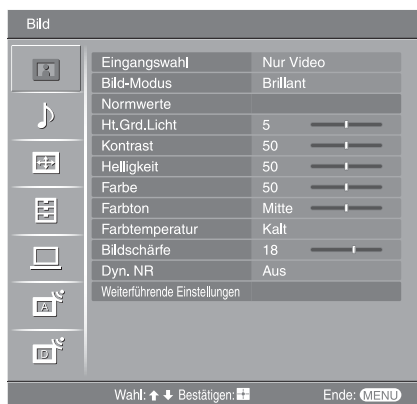 Bild
Eingangswahl Nur Video
Bild-Modus Brillant
Normwerte
Ht.Grd.Licht 5
Kontrast 50
Helligkeit 50
Farbe 50
Farbton Mitte
Farbtemperatur Kalt
Bildschärfe 18
Dyn. NR Aus
Weiterführende Einstellungen
A
D
Wahl: ↑ ↓ Bestätigen: Ende: MENU